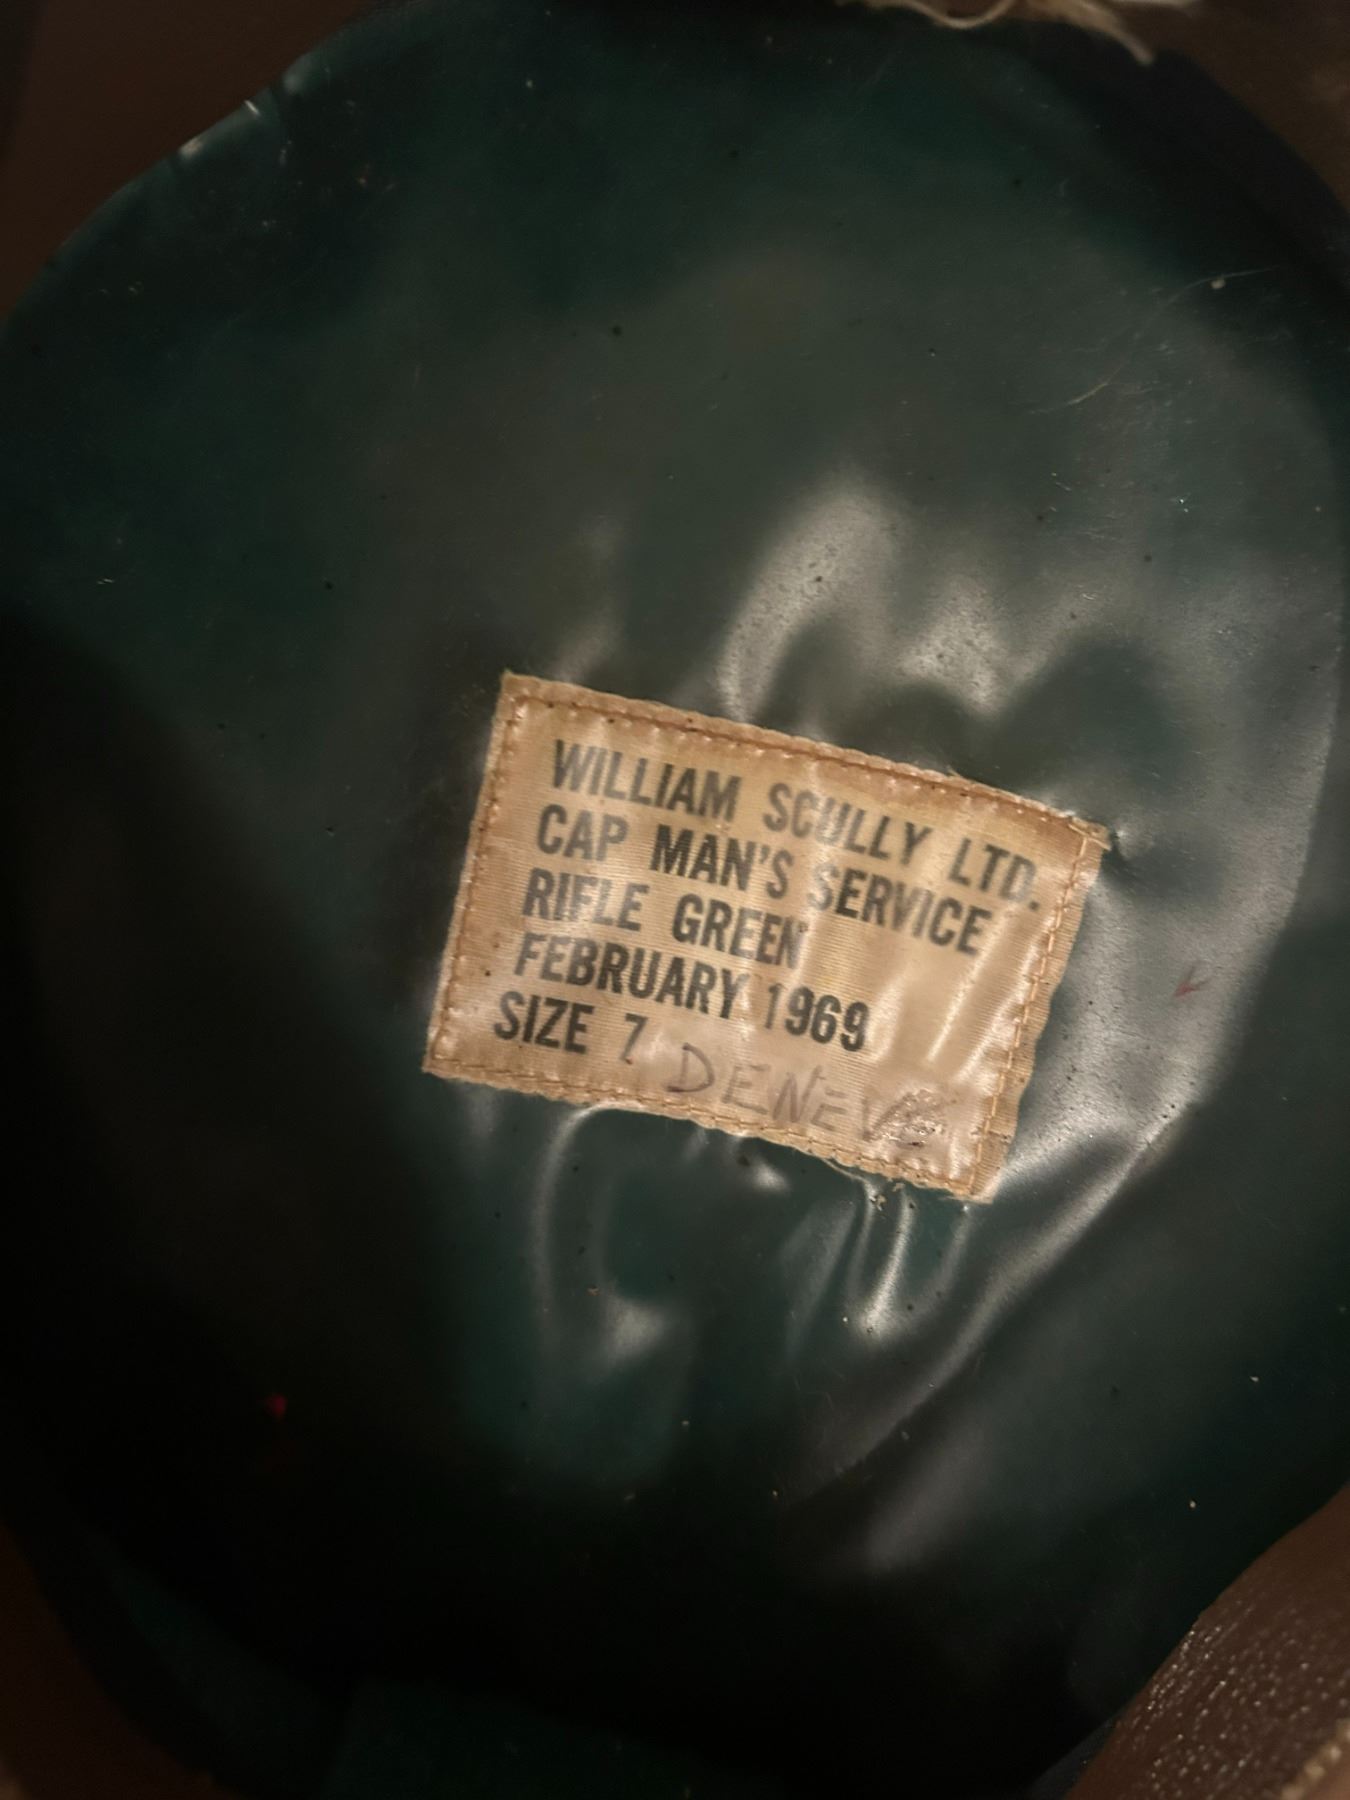 WILLIAM SCULLY LTD.
CAP MAN'S SERVICE
RIFLE GREEN
FEBRUARY 1969
SIZE 7